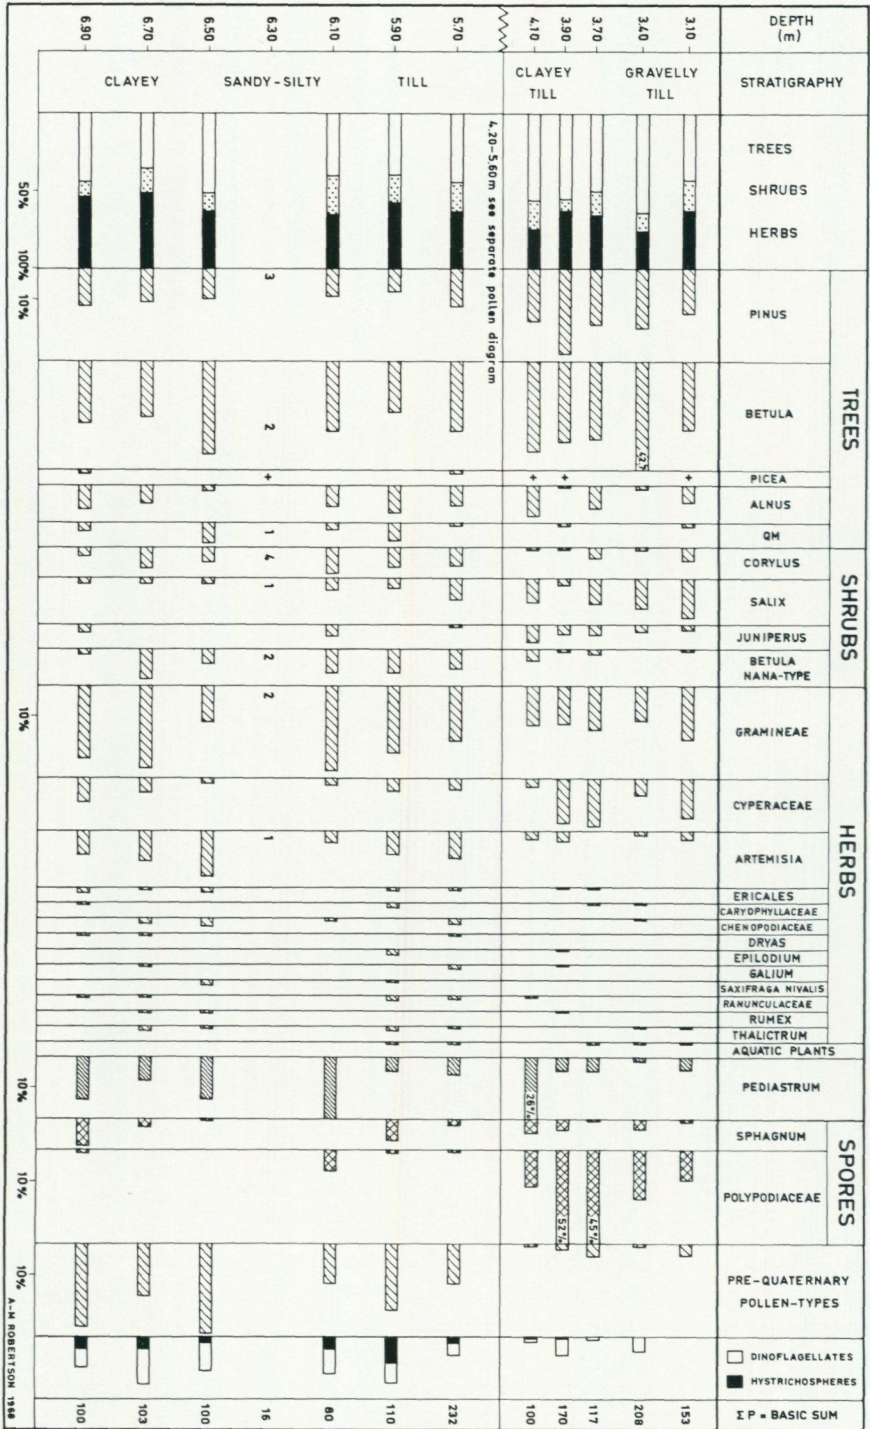 DEPTH
(m)
6.90
6.70
6.50
6.30
6.10
5.90
5.70
4.10
3.90
3.70
3.40
3.10
STRATIGRAPHY
CLAYEY SANDY-SILTY TILL
CLAYEY
TILL
GRAVELLY
TILL
4.20-5.60m see separate pollen diagram
TREES
SHRUBS
HERBS
50%
100%
TREES
PINUS
10%
3
BETULA
2
42%
PICEA
+
+
+
+
ALNUS
QM
1
SHRUBS
CORYLUS
4
SALIX
1
JUNIPERUS
BETULA
NANA-TYPE
2
HERBS
GRAMINEAE
10%
2
CYPERACEAE
ARTEMISIA
1
ERICALES
CARYOPHYLLACEAE
CHENOPODIACEAE
DRYAS
EPILODIUM
GALIUM
SAXIFRAGA NIVALIS
RANUNCULACEAE
RUMEX
THALICTRUM
AQUATIC PLANTS
PEDIASTRUM
10%
26%
SPORES
SPHAGNUM
POLYPODIACEAE
10%
52%
45%
PRE-QUATERNARY
POLLEN-TYPES
10%
DINOFLAGELLATES
HYSTRICHOSPHERES
Σ P = BASIC SUM
100
103
100
16
80
110
232
100
170
117
208
153
A-M ROBERTSON 1968